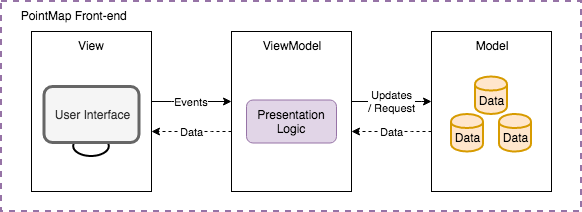 PointMap Front-end
View
ViewModel
Model
User Interface
Events
Data
Presentation
Logic
Updates
/ Request
Data
Data
Data
Data